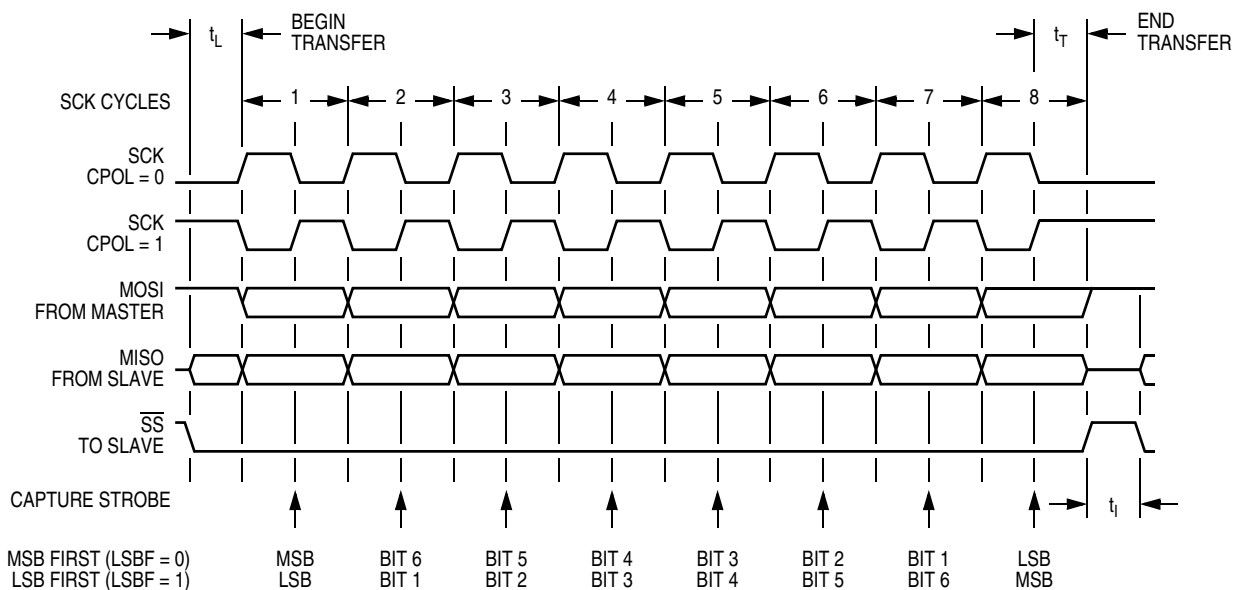 t_L
BEGIN
TRANSFER
t_T
END
TRANSFER
SCK CYCLES 1 2 3 4 5 6 7 8
SCK
CPOL = 0
SCK
CPOL = 1
MOSI
FROM MASTER
MISO
FROM SLAVE
SS
TO SLAVE
CAPTURE STROBE
t_I
MSB FIRST (LSBF = 0) MSB BIT 6 BIT 5 BIT 4 BIT 3 BIT 2 BIT 1 LSB
LSB FIRST (LSBF = 1) LSB BIT 1 BIT 2 BIT 3 BIT 4 BIT 5 BIT 6 MSB